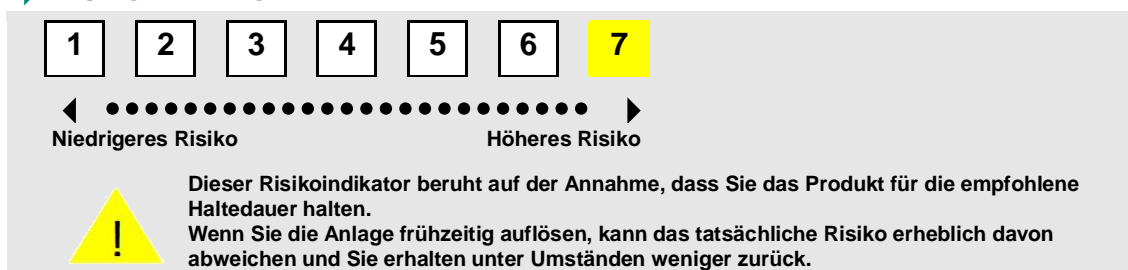 1 2 3 4 5 6 7
Niedrigeres Risiko Höheres Risiko
Dieser Risikoindikator beruht auf der Annahme, dass Sie das Produkt für die empfohlene
Haltedauer halten.
! Wenn Sie die Anlage frühzeitig auflösen, kann das tatsächliche Risiko erheblich davon
abweichen und Sie erhalten unter Umständen weniger zurück.